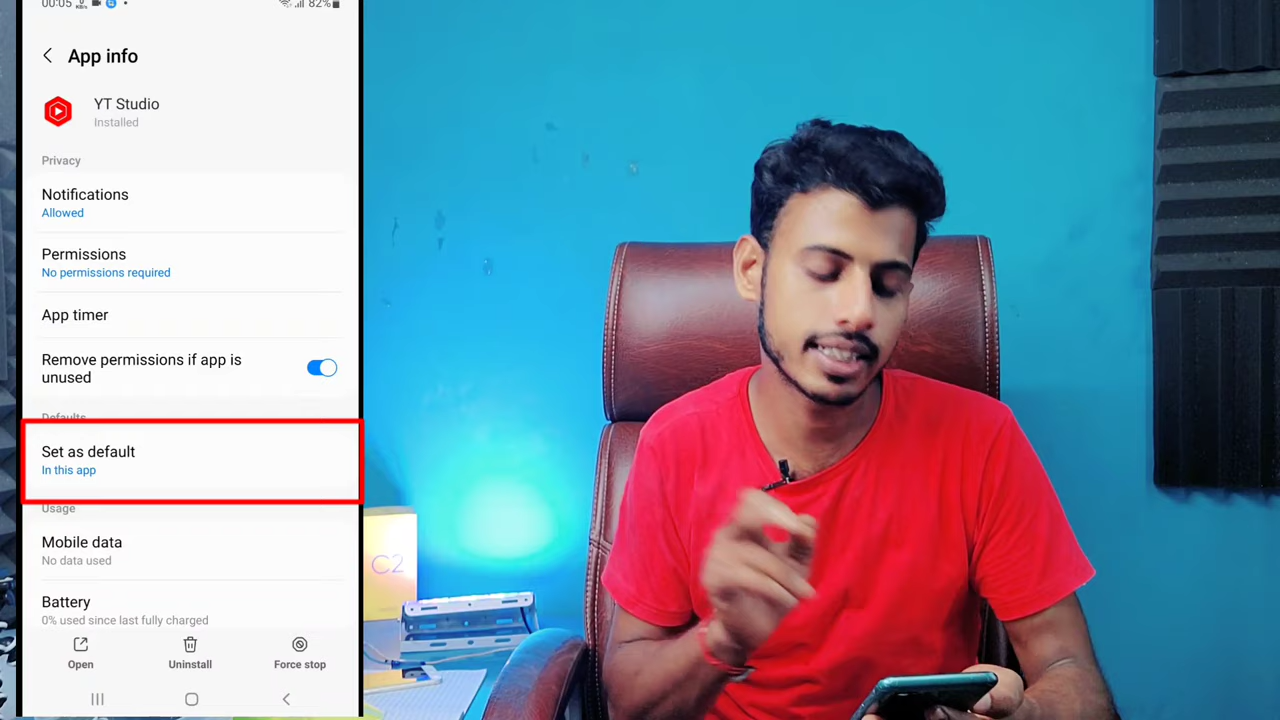 00:05 82%
App info
YT Studio
Installed
Privacy
Notifications
Allowed
Permissions
No permissions required
App timer
Remove permissions if app is
unused
Defaults
Set as default
In this app
Usage
Mobile data
No data used
Battery
0% used since last fully charged
Open Uninstall Force stop
C2